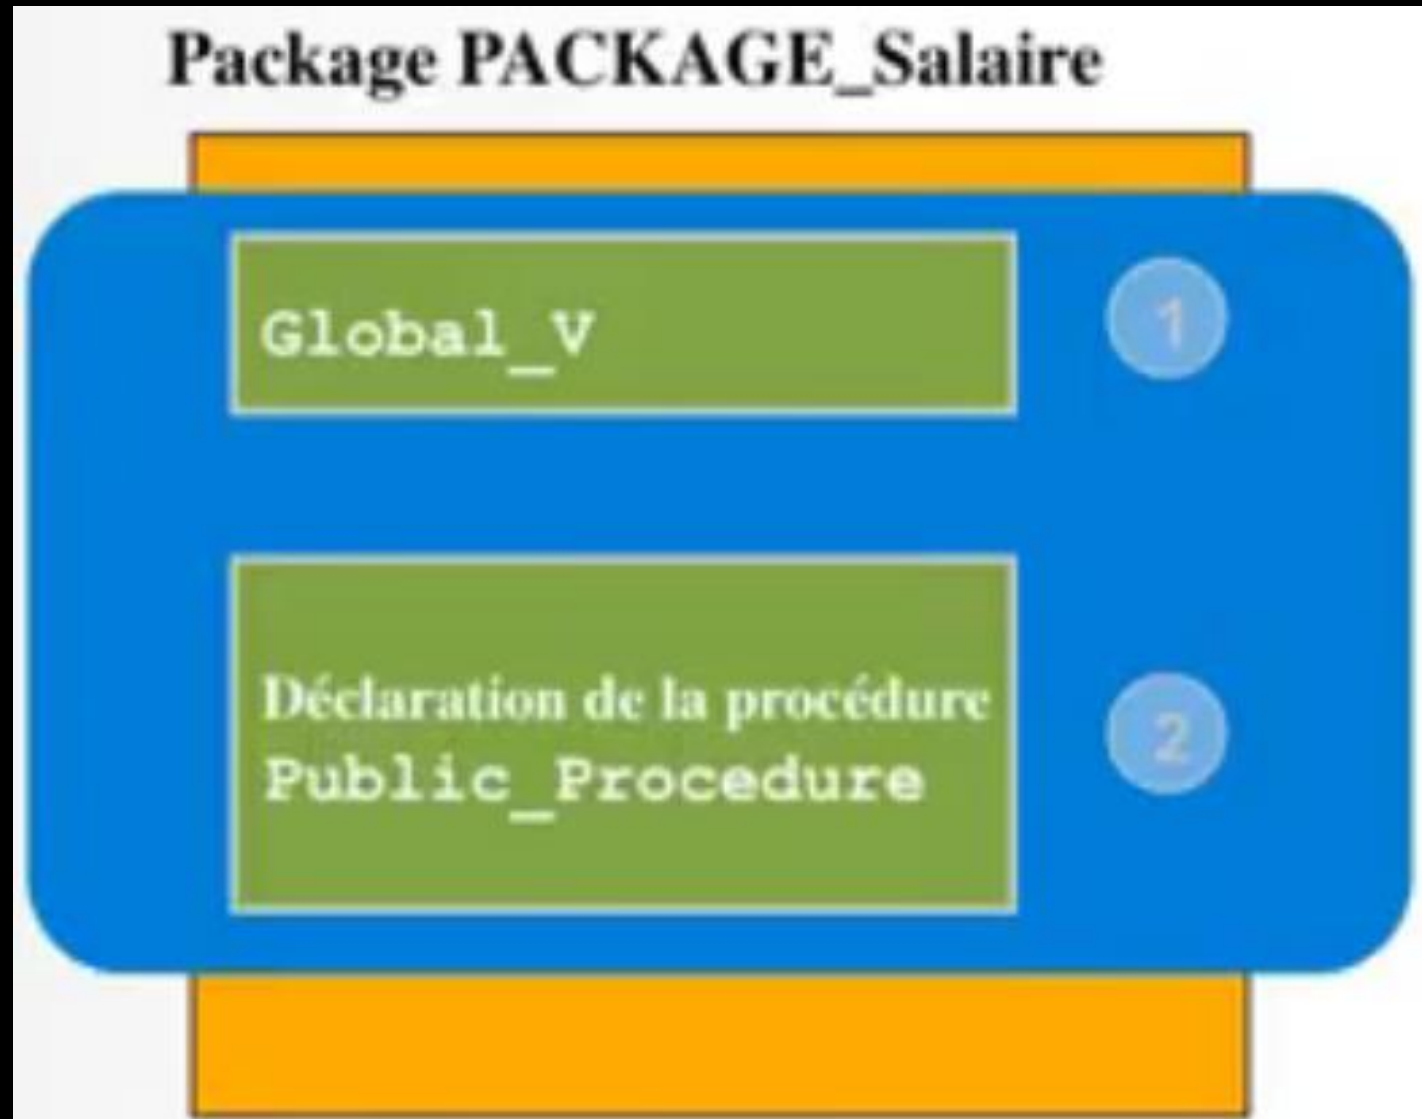 Package PACKAGE_Salaire
Global_V
1
Déclaration de la procédure
Public_Procedure
2